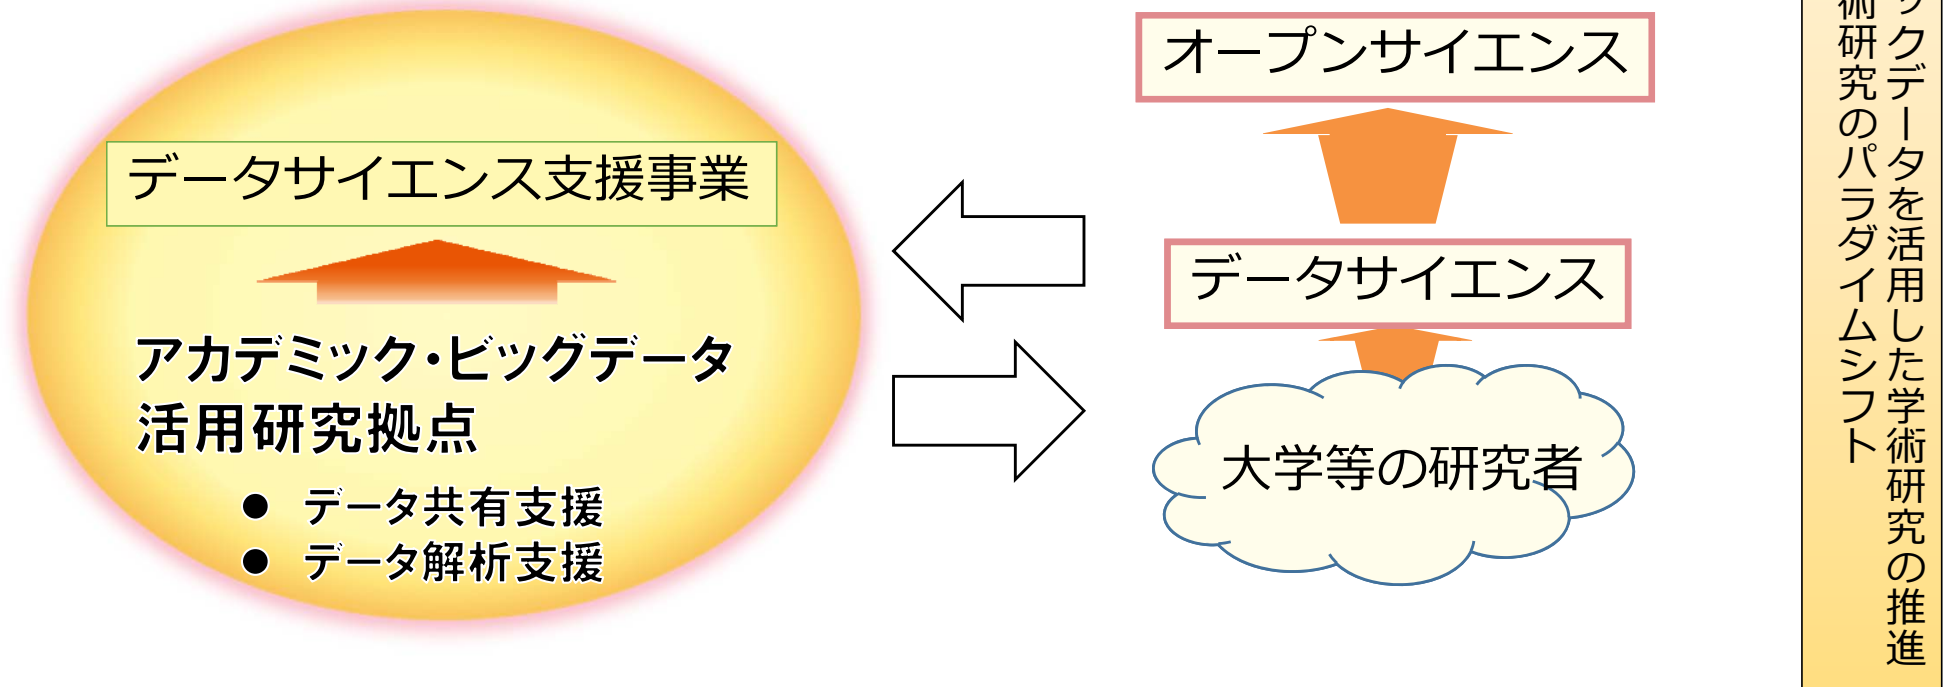 オープンサイエンス
データサイエンス支援事業
データサイエンス
アカデミック・ビッグデータ
活用研究拠点
● データ共有支援
● データ解析支援
大学等の研究者
ックデータを活用した学術研究の推進
術研究のパラダイムシフト